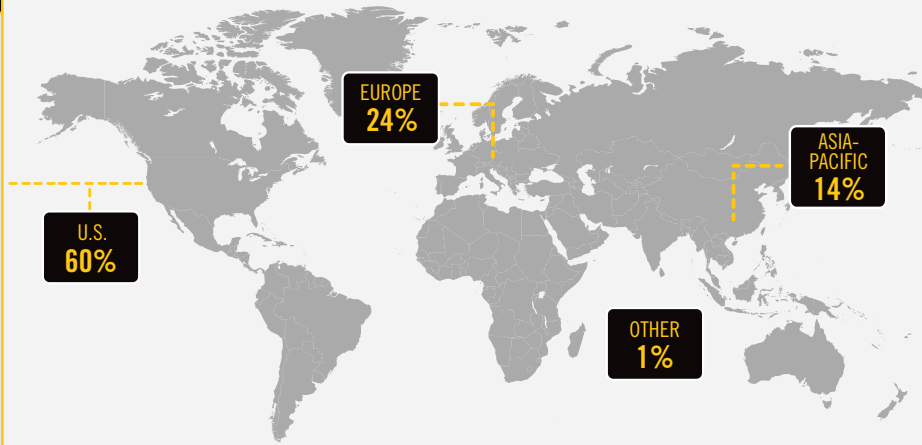 EUROPE
24%
ASIA-
PACIFIC
14%
U.S.
60%
OTHER
1%